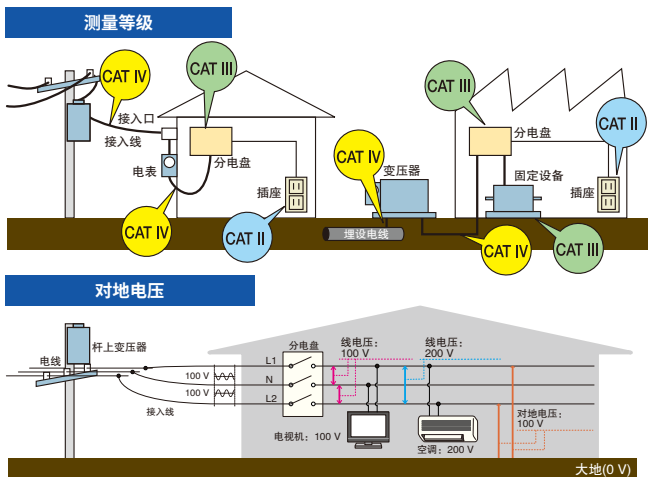 测量等级
CAT IV
CAT III
接入口
接入线
电表
分电盘
插座
CAT IV
CAT II
CAT IV
变压器
埋设电线
CAT III
分电盘
CAT II
固定设备
插座
CAT IV
CAT III
对地电压
杆上变压器
电线
接入线
100 V
100 V
分电盘
L1
N
L2
线电压:
100 V
线电压:
200 V
对地电压:
100 V
电视机: 100 V
空调: 200 V
大地(0 V)